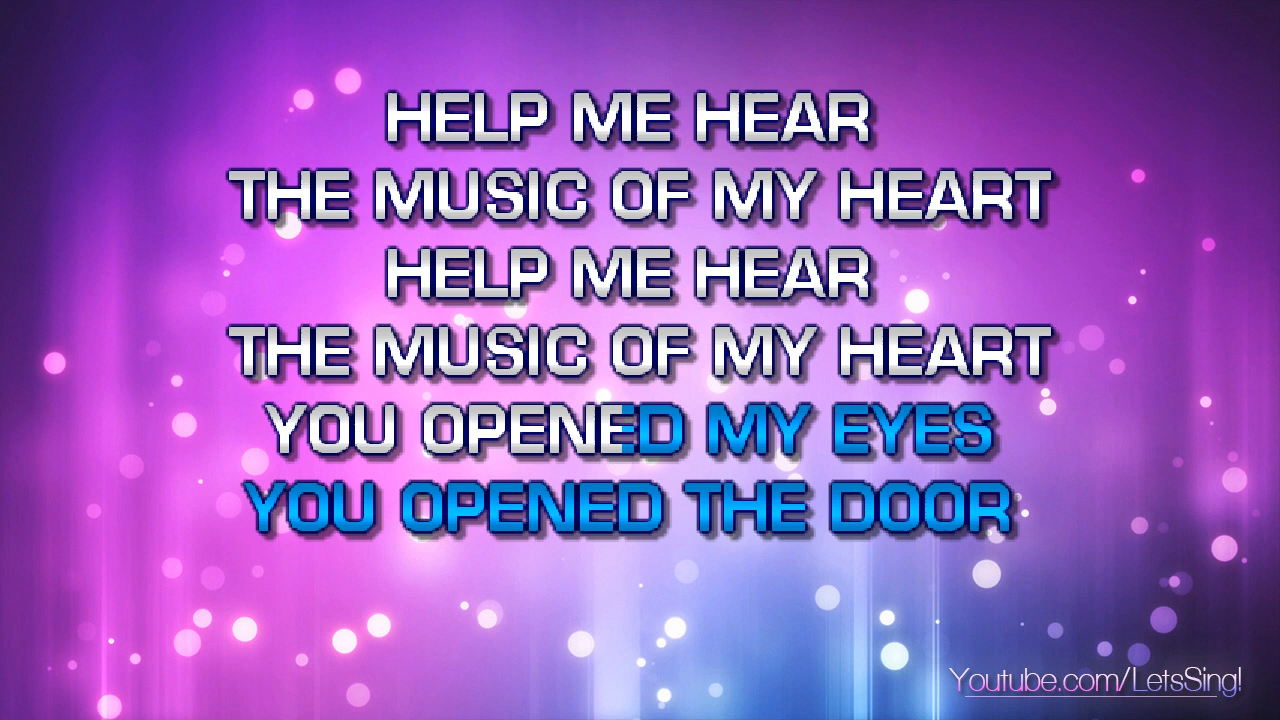 HELP ME HEAR
THE MUSIC OF MY HEART
HELP ME HEAR
THE MUSIC OF MY HEART
YOU OPENED MY EYES
YOU OPENED THE DOOR
Youtube.com/LetsSing!